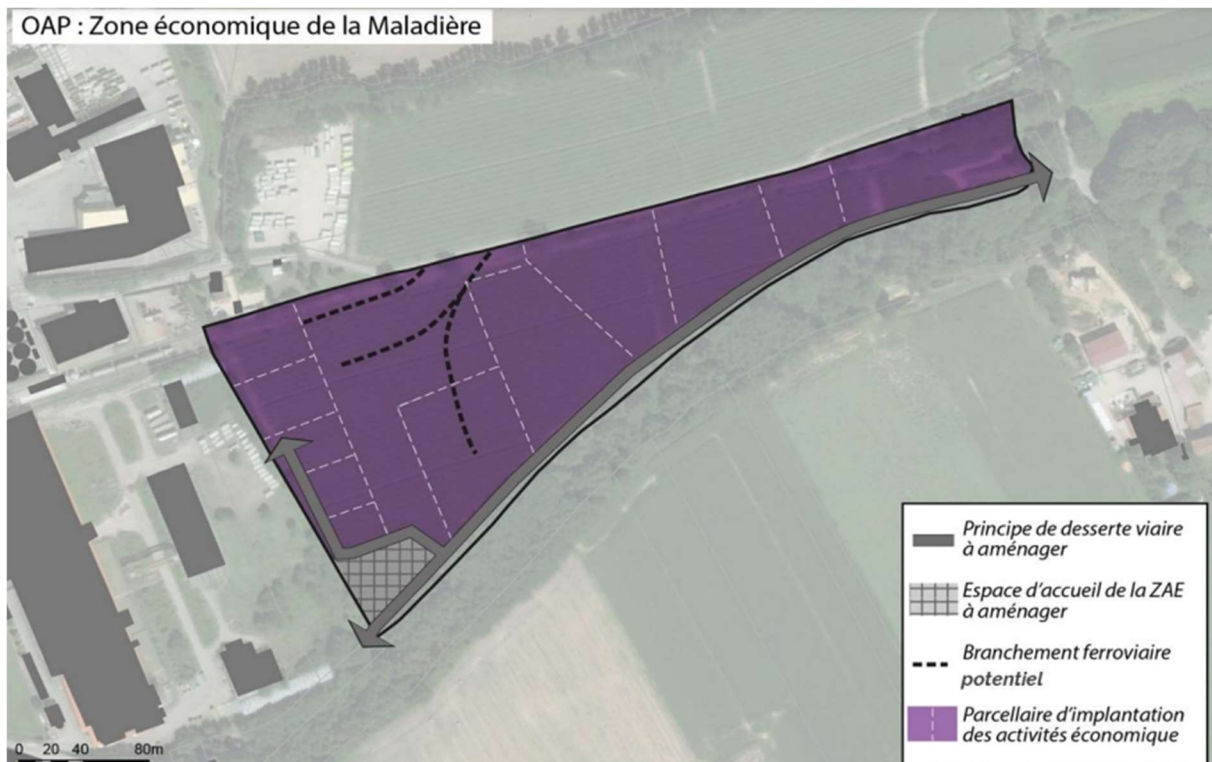 OAP : Zone économique de la Maladière
Principe de desserte viaire
à aménager
Espace d'accueil de la ZAE
à aménager
Branchement ferroviaire
potentiel
Parcellaire d'implantation
des activités économique
0 20 40 80m